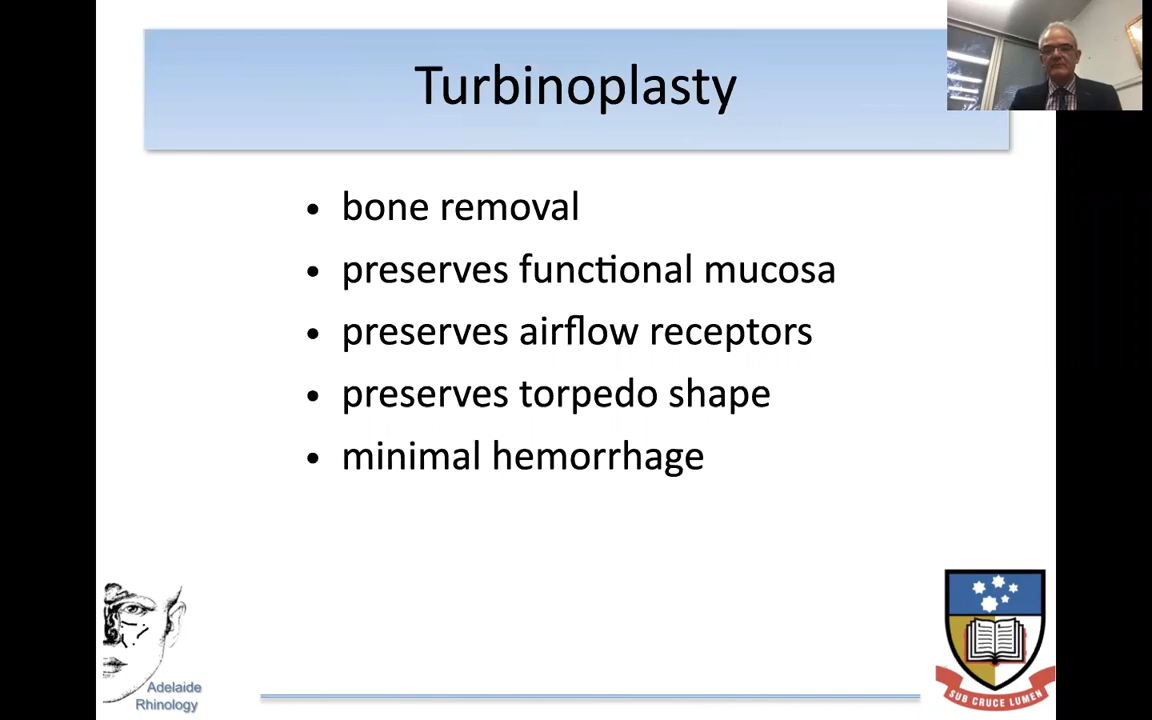 Turbinoplasty
• bone removal
• preserves functional mucosa
• preserves airflow receptors
• preserves torpedo shape
• minimal hemorrhage
Adelaide
Rhinology
SUB CRUCE LUMEN